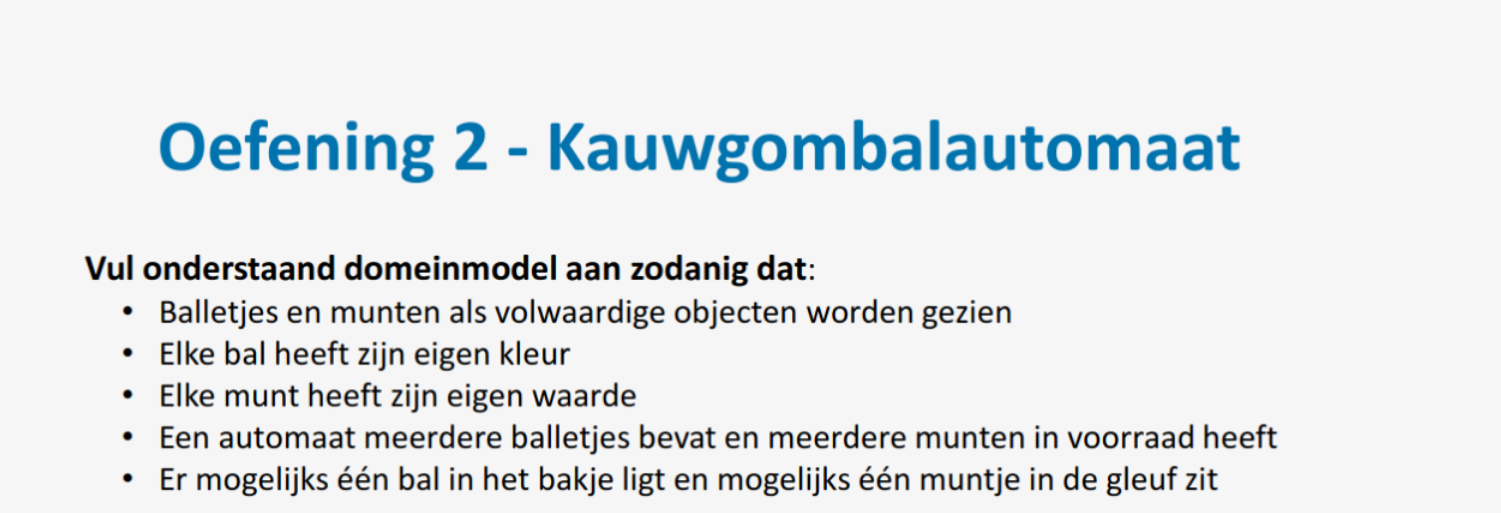 Oefening 2 - Kauwgombalautomaat
Vul onderstaand domeinmodel aan zodanig dat:
• Balletjes en munten als volwaardige objecten worden gezien
• Elke bal heeft zijn eigen kleur
• Elke munt heeft zijn eigen waarde
• Een automaat meerdere balletjes bevat en meerdere munten in voorraad heeft
• Er mogelijks één bal in het bakje ligt en mogelijks één muntje in de gleuf zit